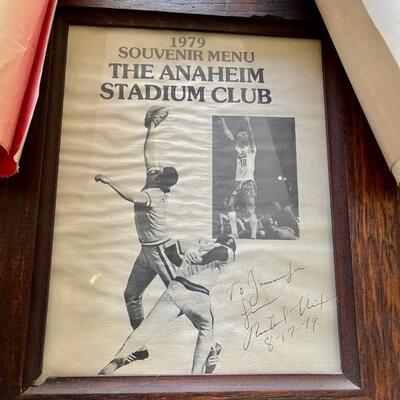 1979
SOUVENIR MENU
THE ANAHEIM
STADIUM CLUB
10
To
8-17-79